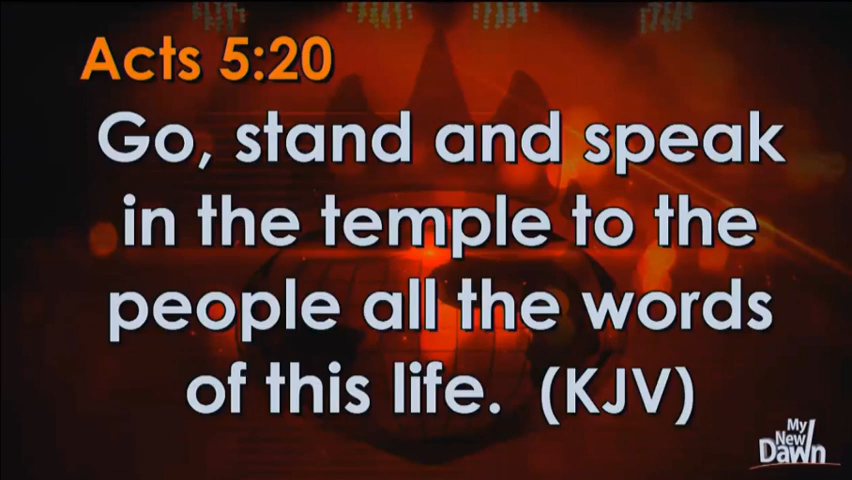 Acts 5:20
Go, stand and speak
in the temple to the
people all the words
of this life. (KJV)
My
New
Dawn